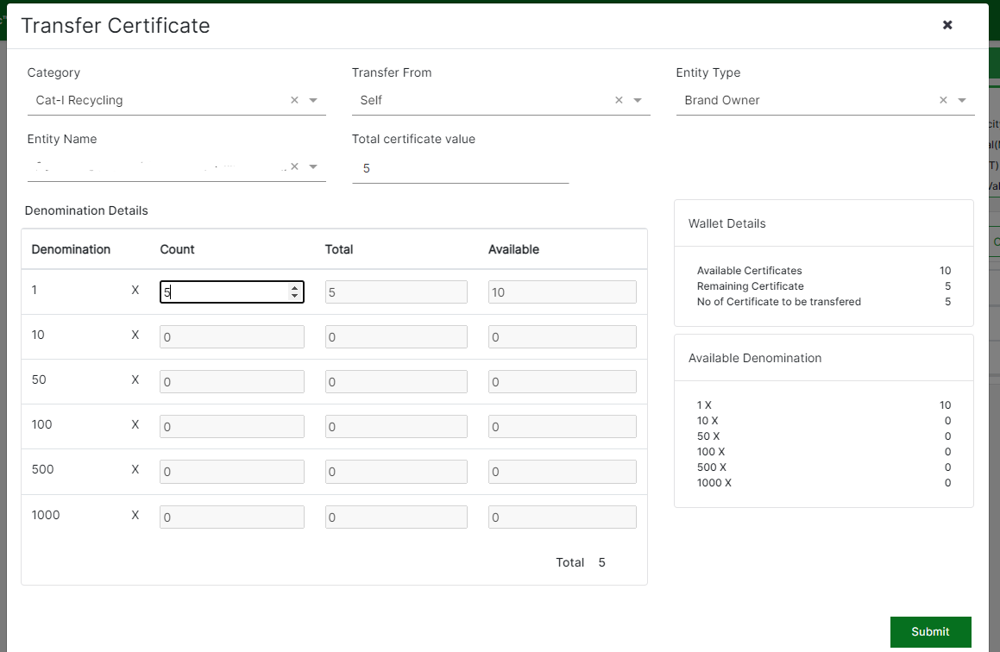 Transfer Certificate
Category
Cat-I Recycling
Transfer From
Self
Entity Type
Brand Owner
Entity Name
Total certificate value
5
Denomination Details
Denomination Count Total Available
1 X 5 5 10
10 X 0 0 0
50 X 0 0 0
100 X 0 0 0
500 X 0 0 0
1000 X 0 0 0
Total 5
Wallet Details
Available Certificates 10
Remaining Certificate 5
No of Certificate to be transfered 5
Available Denomination
1 X 10
10 X 0
50 X 0
100 X 0
500 X 0
1000 X 0
Submit